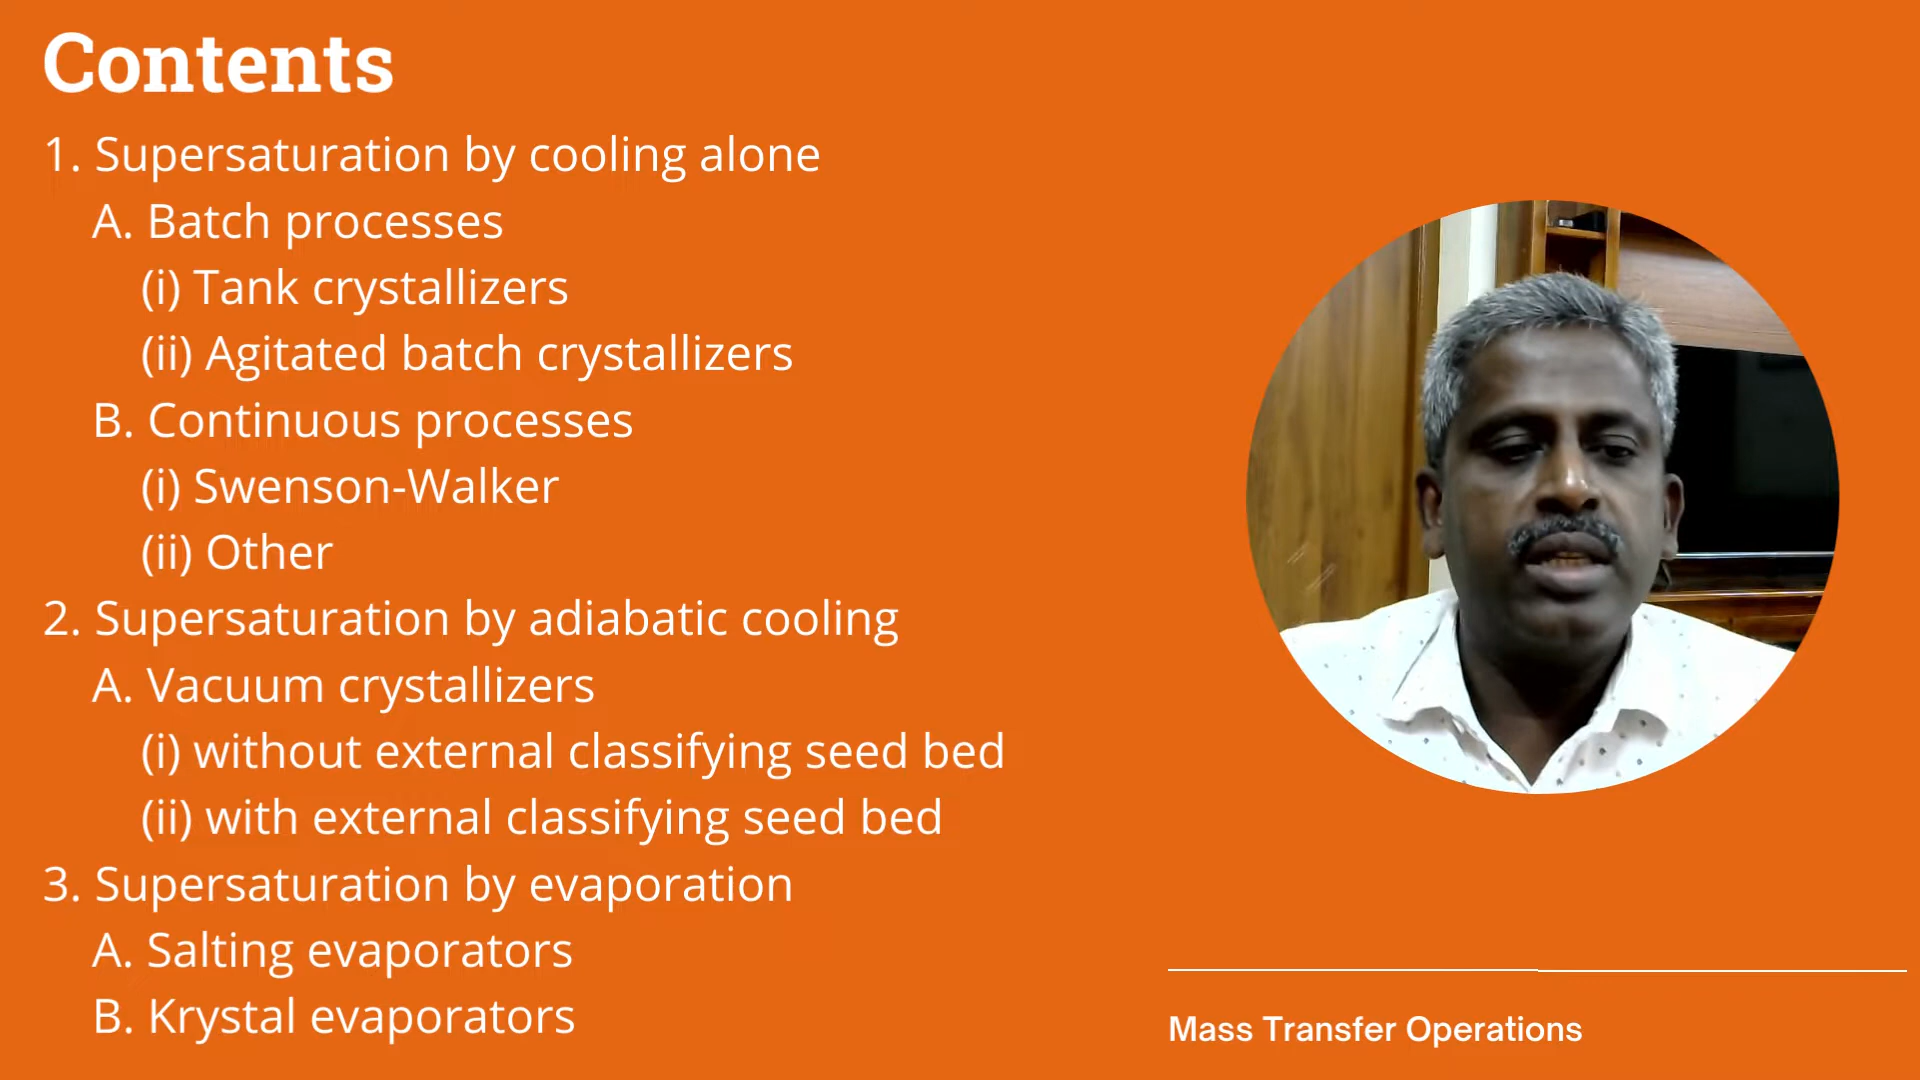 Contents
1. Supersaturation by cooling alone
A. Batch processes
(i) Tank crystallizers
(ii) Agitated batch crystallizers
B. Continuous processes
(i) Swenson-Walker
(ii) Other
2. Supersaturation by adiabatic cooling
A. Vacuum crystallizers
(i) without external classifying seed bed
(ii) with external classifying seed bed
3. Supersaturation by evaporation
A. Salting evaporators
B. Krystal evaporators
Mass Transfer Operations